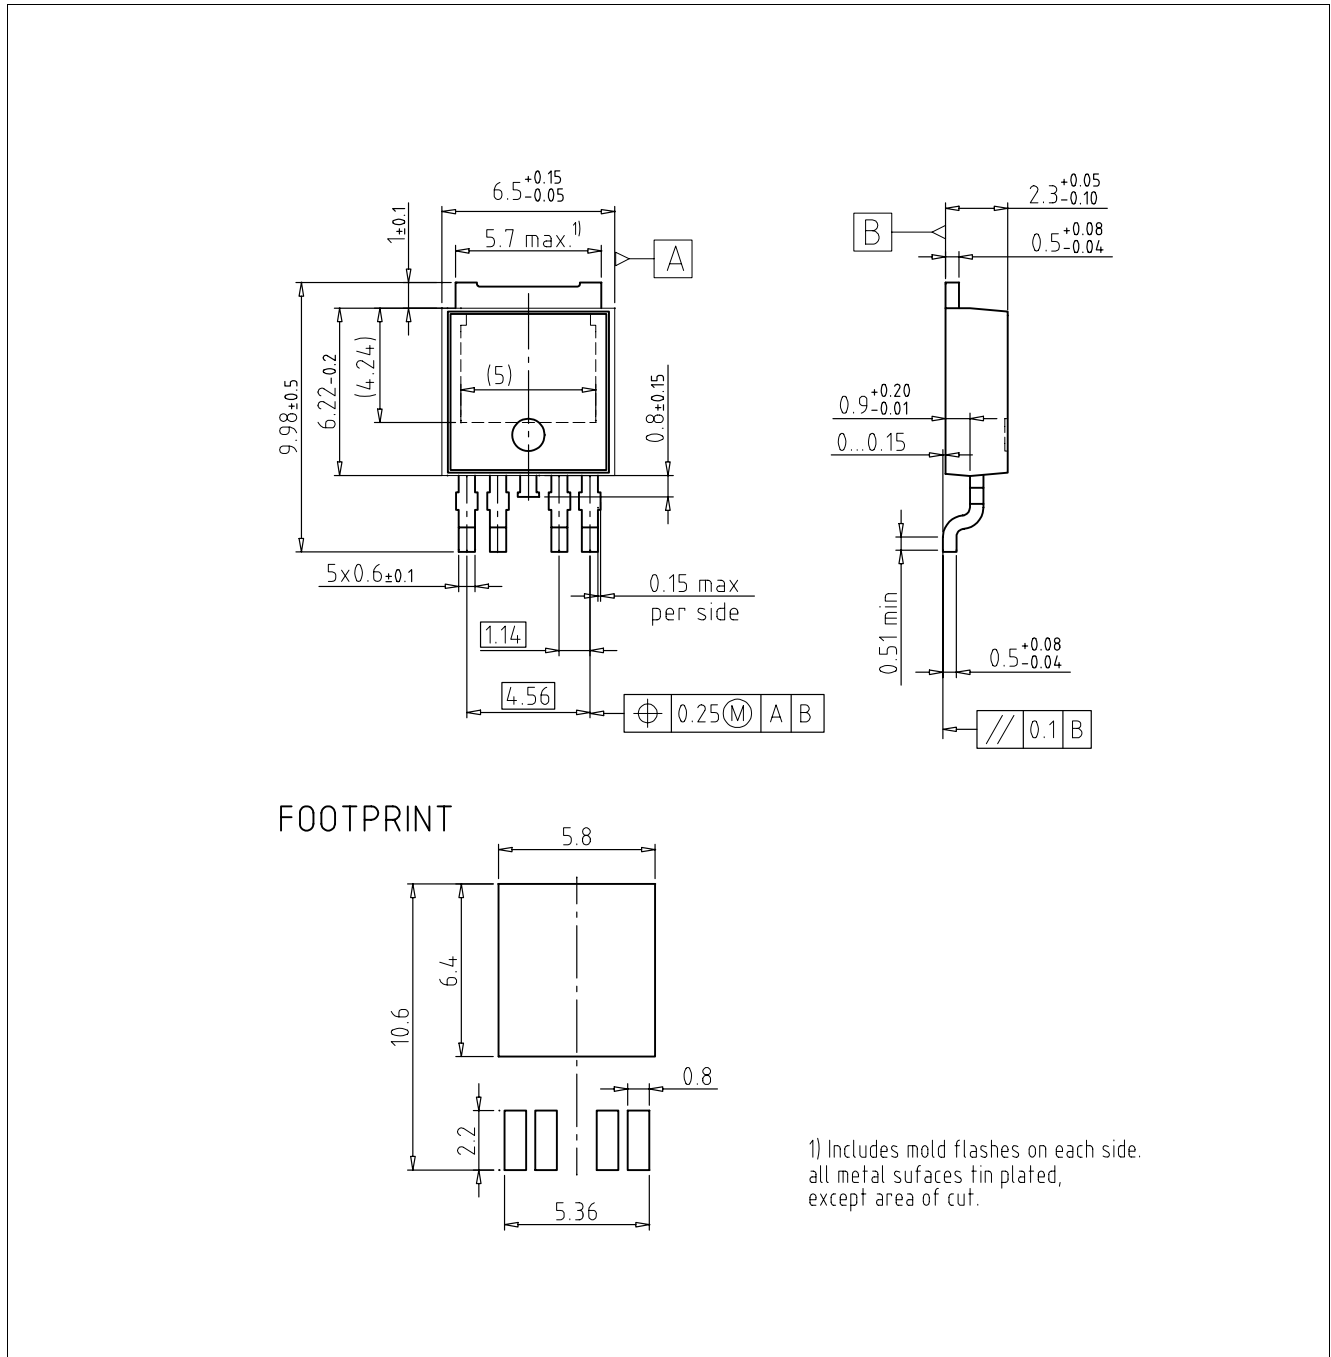 6.5 +0.15 -0.05
5.7 max. 1)
1±0.1
A
9.98±0.5
6.22-0.2
(4.24)
(5)
0.8±0.15
5x0.6±0.1
0.15 max
per side
1.14
4.56
0.25 Ⓜ A B
2.3 +0.05 -0.10
B
0.5 +0.08 -0.04
0.9 +0.20 -0.01
0...0.15
0.51 min
0.5 +0.08 -0.04
// 0.1 B
FOOTPRINT
5.8
10.6
6.4
0.8
2.2
5.36
1) Includes mold flashes on each side.
all metal sufaces tin plated,
except area of cut.